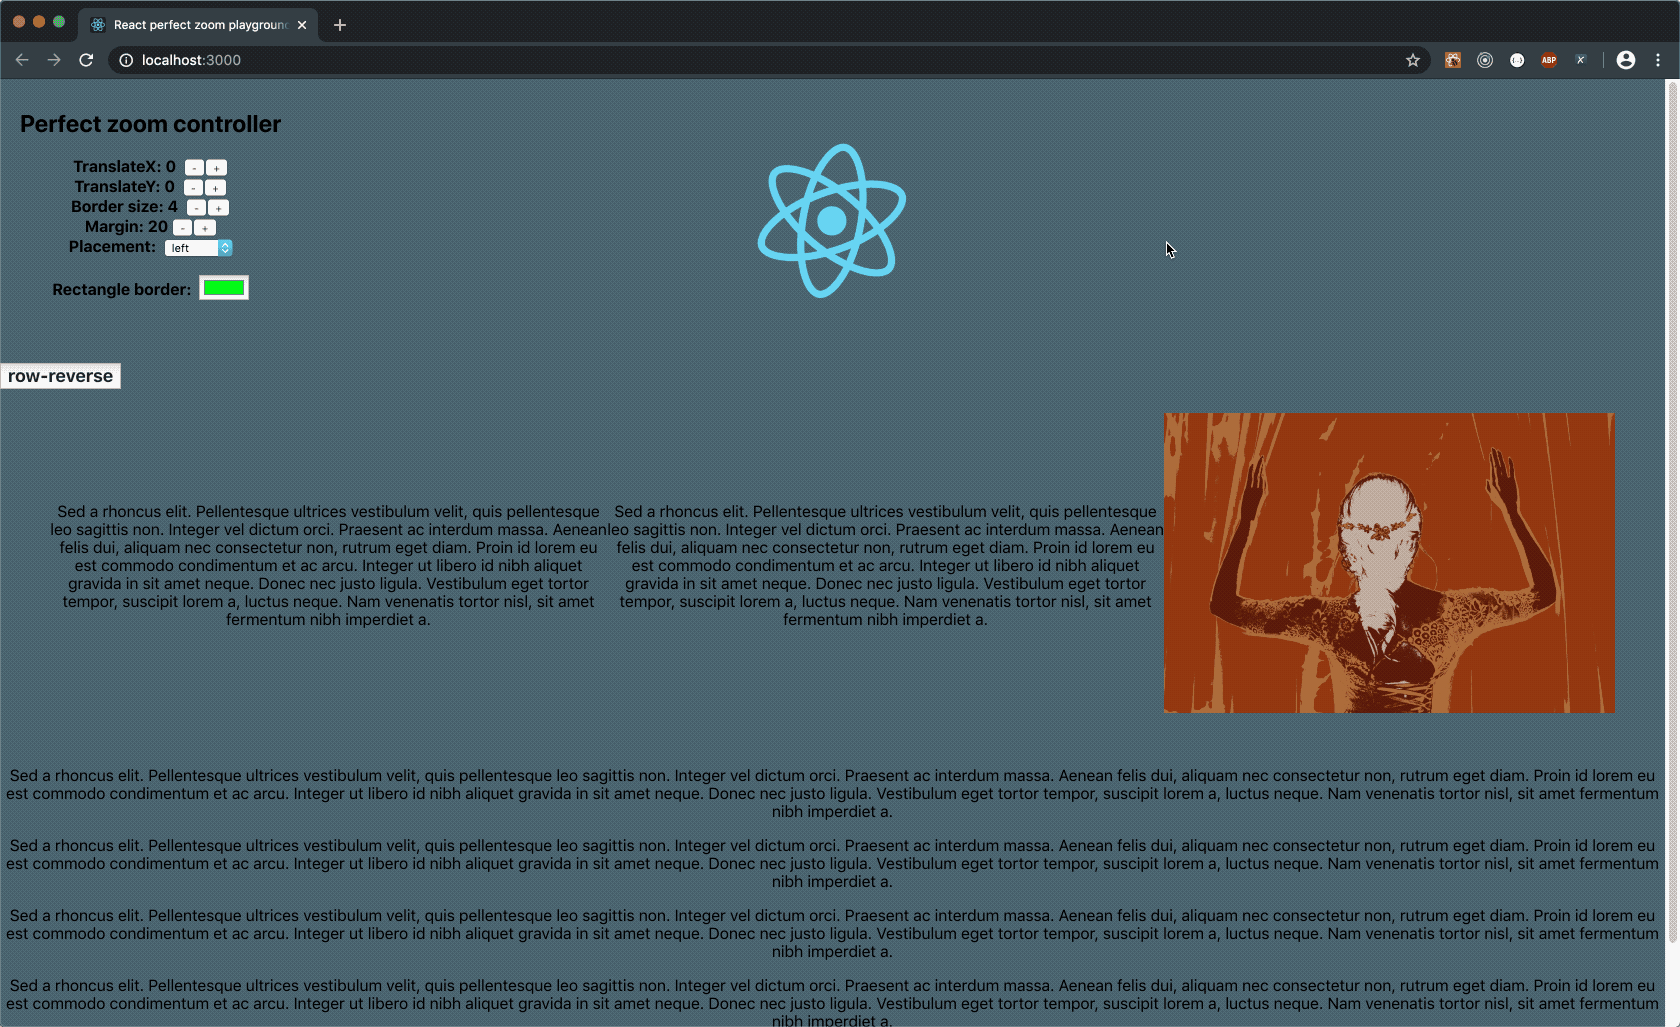 React perfect zoom playground
localhost:3000
ABP
Perfect zoom controller
TranslateX: 0 - +
TranslateY: 0 - +
Border size: 4 - +
Margin: 20 - +
Placement: left
Rectangle border:
row-reverse
Sed a rhoncus elit. Pellentesque ultrices vestibulum velit, quis pellentesque
leo sagittis non. Integer vel dictum orci. Praesent ac interdum massa. Aenean
felis dui, aliquam nec consectetur non, rutrum eget diam. Proin id lorem eu
est commodo condimentum et ac arcu. Integer ut libero id nibh aliquet
gravida in sit amet neque. Donec nec justo ligula. Vestibulum eget tortor
tempor, suscipit lorem a, luctus neque. Nam venenatis tortor nisl, sit amet
fermentum nibh imperdiet a.
Sed a rhoncus elit. Pellentesque ultrices vestibulum velit, quis pellentesque
leo sagittis non. Integer vel dictum orci. Praesent ac interdum massa. Aenean
felis dui, aliquam nec consectetur non, rutrum eget diam. Proin id lorem eu
est commodo condimentum et ac arcu. Integer ut libero id nibh aliquet
gravida in sit amet neque. Donec nec justo ligula. Vestibulum eget tortor
tempor, suscipit lorem a, luctus neque. Nam venenatis tortor nisl, sit amet
fermentum nibh imperdiet a.
Sed a rhoncus elit. Pellentesque ultrices vestibulum velit, quis pellentesque leo sagittis non. Integer vel dictum orci. Praesent ac interdum massa. Aenean felis dui, aliquam nec consectetur non, rutrum eget diam. Proin id lorem eu
est commodo condimentum et ac arcu. Integer ut libero id nibh aliquet gravida in sit amet neque. Donec nec justo ligula. Vestibulum eget tortor tempor, suscipit lorem a, luctus neque. Nam venenatis tortor nisl, sit amet fermentum
nibh imperdiet a.
Sed a rhoncus elit. Pellentesque ultrices vestibulum velit, quis pellentesque leo sagittis non. Integer vel dictum orci. Praesent ac interdum massa. Aenean felis dui, aliquam nec consectetur non, rutrum eget diam. Proin id lorem eu
est commodo condimentum et ac arcu. Integer ut libero id nibh aliquet gravida in sit amet neque. Donec nec justo ligula. Vestibulum eget tortor tempor, suscipit lorem a, luctus neque. Nam venenatis tortor nisl, sit amet fermentum
nibh imperdiet a.
Sed a rhoncus elit. Pellentesque ultrices vestibulum velit, quis pellentesque leo sagittis non. Integer vel dictum orci. Praesent ac interdum massa. Aenean felis dui, aliquam nec consectetur non, rutrum eget diam. Proin id lorem eu
est commodo condimentum et ac arcu. Integer ut libero id nibh aliquet gravida in sit amet neque. Donec nec justo ligula. Vestibulum eget tortor tempor, suscipit lorem a, luctus neque. Nam venenatis tortor nisl, sit amet fermentum
nibh imperdiet a.
Sed a rhoncus elit. Pellentesque ultrices vestibulum velit, quis pellentesque leo sagittis non. Integer vel dictum orci. Praesent ac interdum massa. Aenean felis dui, aliquam nec consectetur non, rutrum eget diam. Proin id lorem eu
est commodo condimentum et ac arcu. Integer ut libero id nibh aliquet gravida in sit amet neque. Donec nec justo ligula. Vestibulum eget tortor tempor, suscipit lorem a, luctus neque. Nam venenatis tortor nisl, sit amet fermentum
nibh imperdiet a.